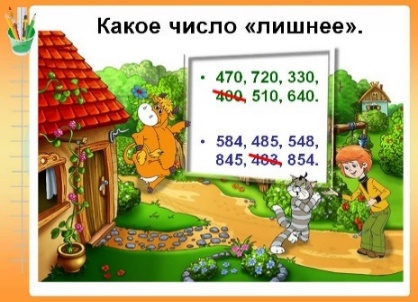 Какое число «лишнее».
• 470, 720, 330,
400, 510, 640.
• 584, 485, 548,
845, 483, 854.